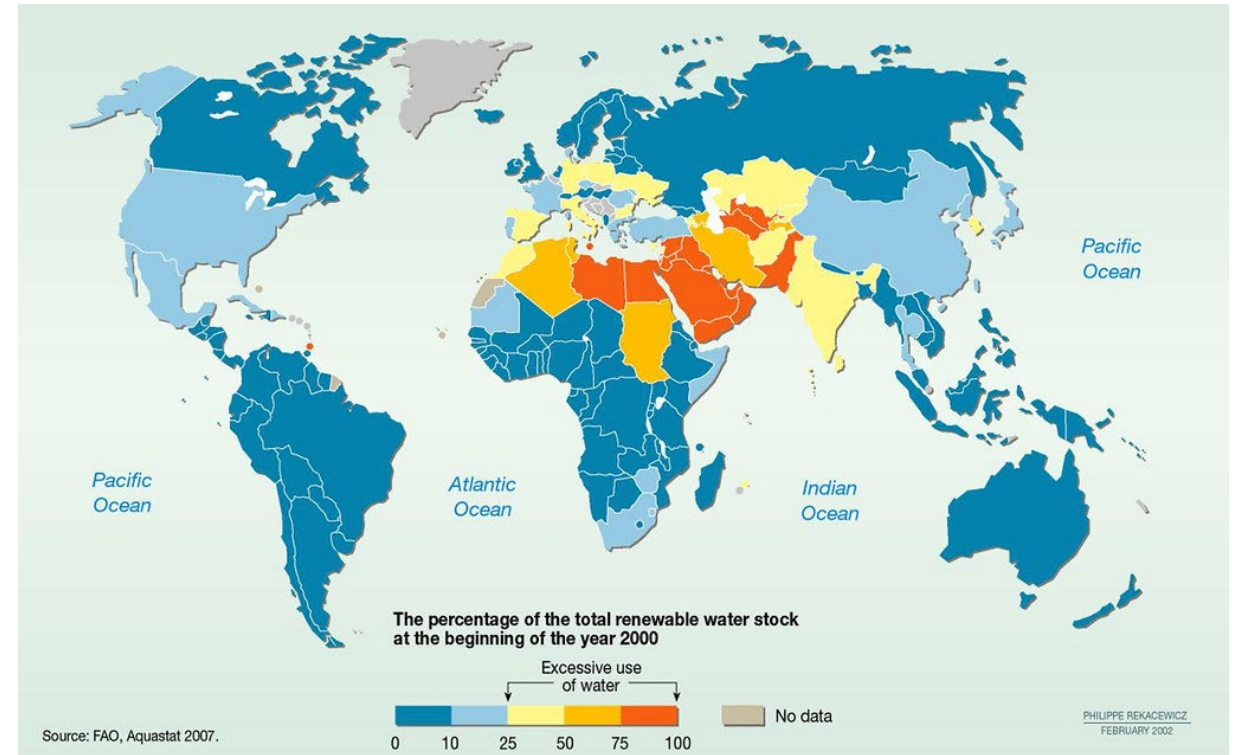 Pacific
Ocean
Pacific
Ocean
Atlantic
Ocean
Indian
Ocean
The percentage of the total renewable water stock
at the beginning of the year 2000
Excessive use
of water
No data
0 10 25 50 75 100
Source: FAO, Aquastat 2007.
PHILIPPE REKACEWICZ
FEBRUARY 2002